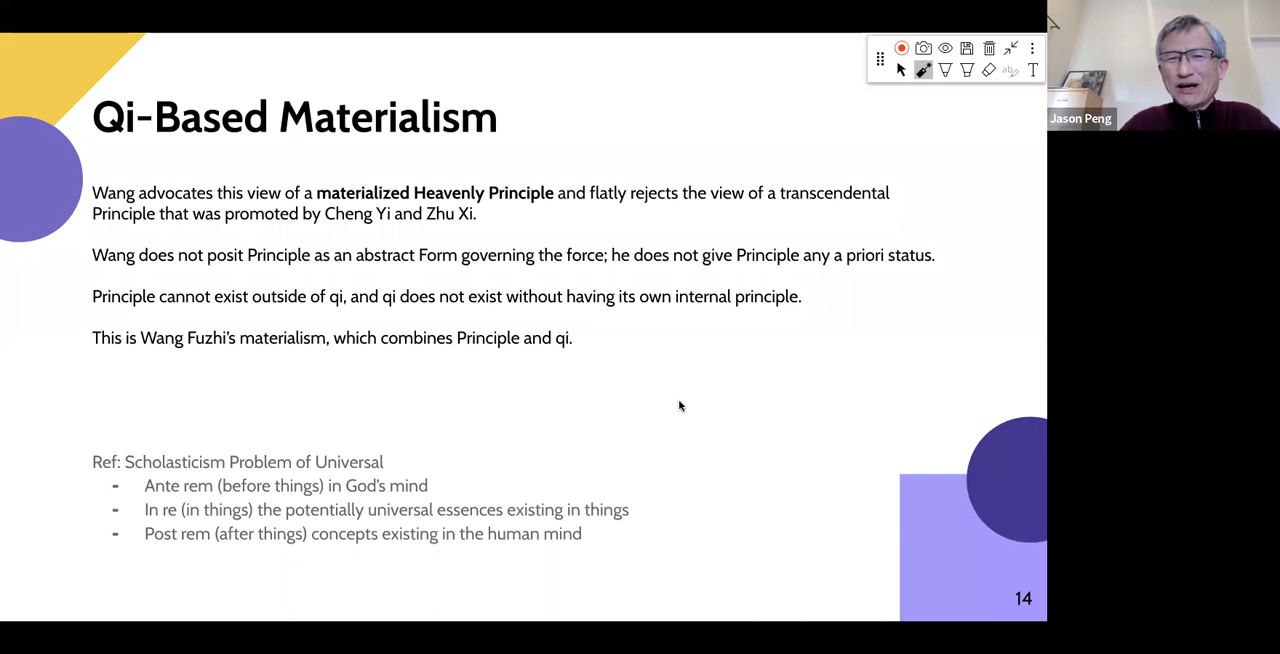 Qi-Based Materialism
Wang advocates this view of a materialized Heavenly Principle and flatly rejects the view of a transcendental
Principle that was promoted by Cheng Yi and Zhu Xi.
Wang does not posit Principle as an abstract Form governing the force; he does not give Principle any a priori status.
Principle cannot exist outside of qi, and qi does not exist without having its own internal principle.
This is Wang Fuzhi's materialism, which combines Principle and qi.
Ref: Scholasticism Problem of Universal
- Ante rem (before things) in God's mind
- In re (in things) the potentially universal essences existing in things
- Post rem (after things) concepts existing in the human mind
14
ab
T
Jason Peng